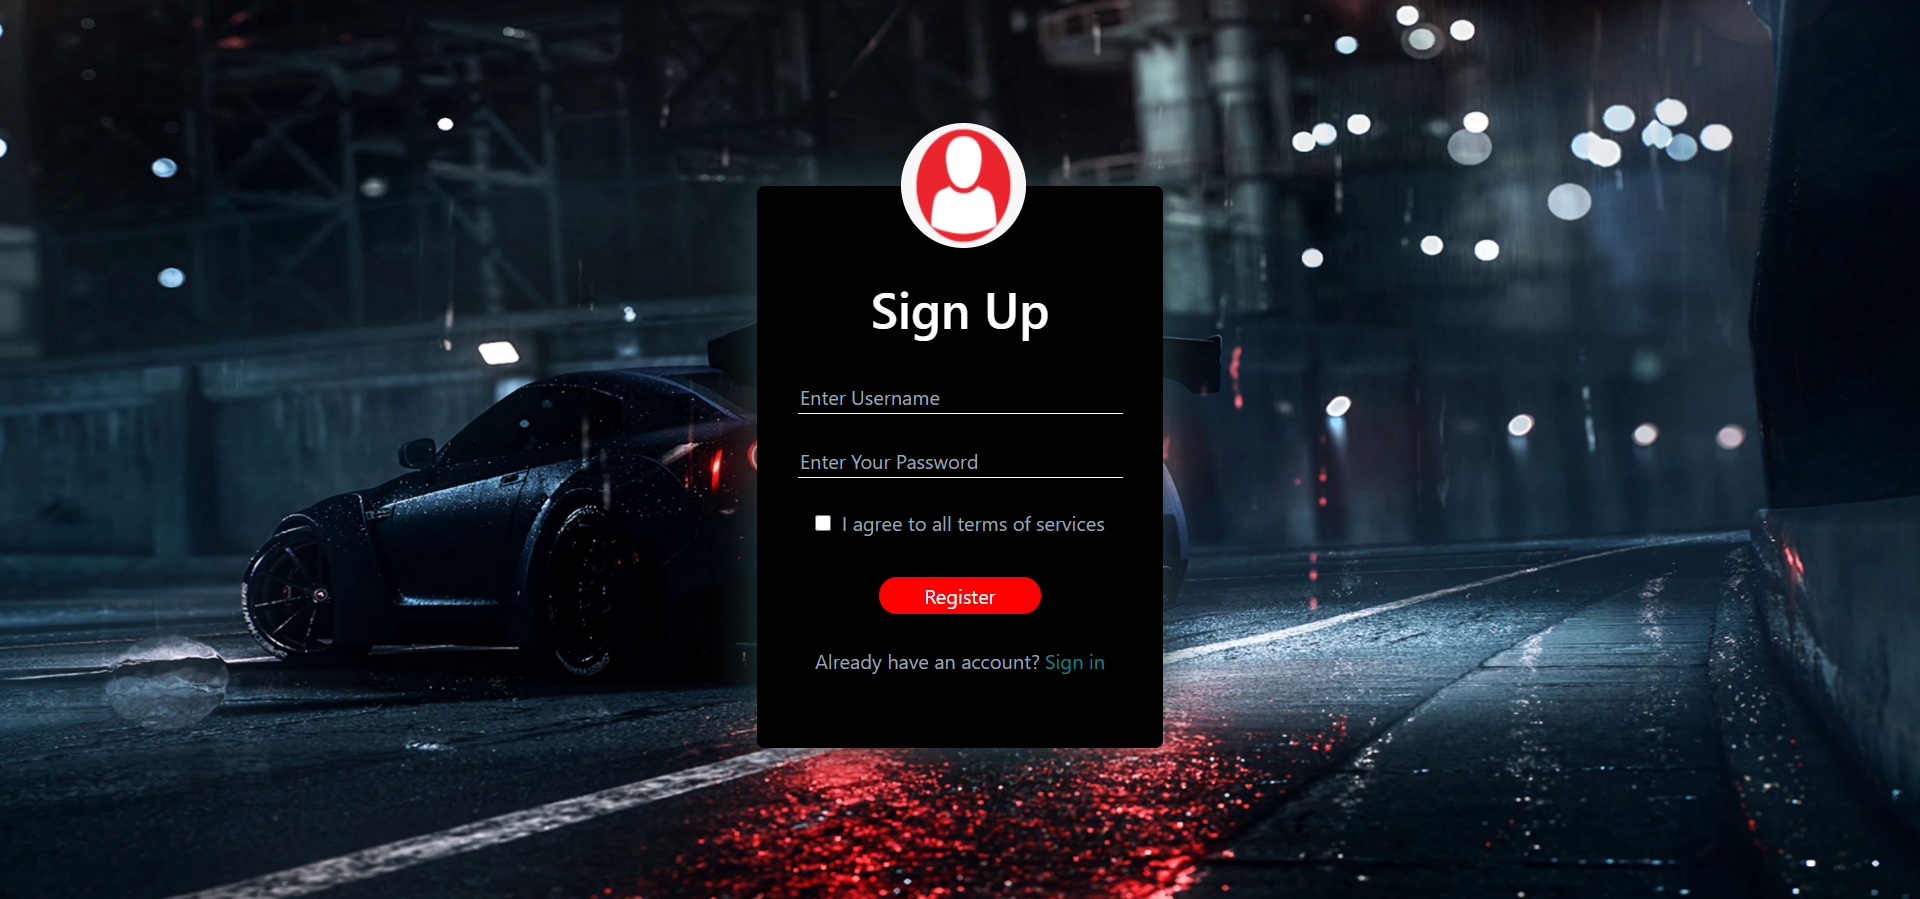 Sign Up
Enter Username
Enter Your Password
I agree to all terms of services
Register
Already have an account? Sign in